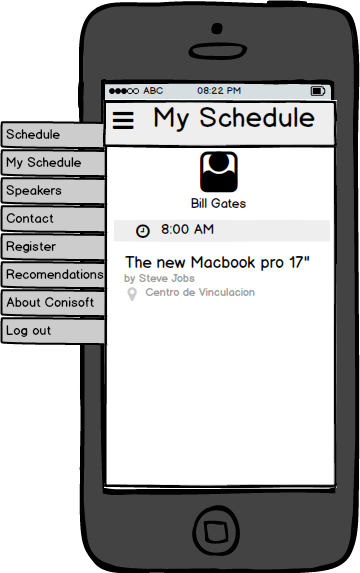 ABC 08:22 PM
My Schedule
Schedule
My Schedule
Speakers
Contact
Register
Recomendations
About Conisoft
Log out
Bill Gates
8:00 AM
The new Macbook pro 17"
by Steve Jobs
Centro de Vinculacion